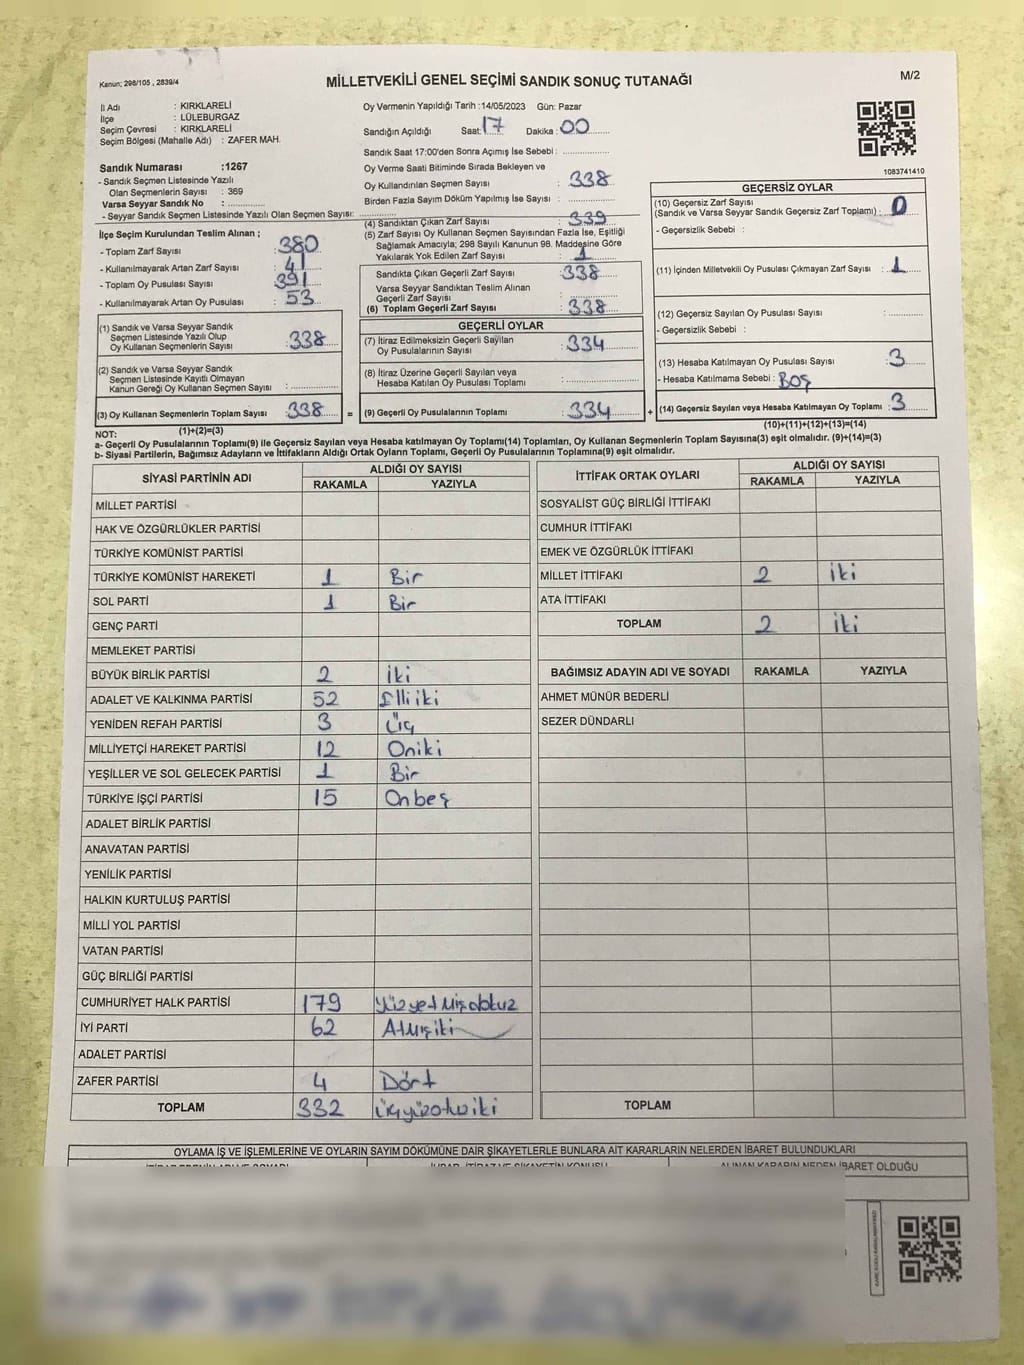 Kanun; 298/105 , 2839/4
MİLLETVEKİLİ GENEL SEÇİMİ SANDIK SONUÇ TUTANAĞI
M/2
İl Adı : KIRKLARELİ
İlçe : LÜLEBURGAZ
Seçim Çevresi : KIRKLARELİ
Seçim Bölgesi (Mahalle Adı) : ZAFER MAH.
Sandık Numarası :1267
- Sandık Seçmen Listesinde Yazılı
Olan Seçmenlerin Sayısı : 369
Varsa Seyyar Sandık No :
- Seyyar Sandık Seçmen Listesinde Yazılı Olan Seçmen Sayısı:
İlçe Seçim Kurulundan Teslim Alınan ;
- Toplam Zarf Sayısı : 380
- Kullanılmayarak Artan Zarf Sayısı : 41
- Toplam Oy Pusulası Sayısı : 391
- Kullanılmayarak Artan Oy Pusulası : 53
(1) Sandık ve Varsa Seyyar Sandık
Seçmen Listesinde Yazılı Olup
Oy Kullanan Seçmenlerin Sayısı : 338
(2) Sandık ve Varsa Seyyar Sandık
Seçmen Listesinde Kayıtlı Olmayan
Kanun Gereği Oy Kullanan Seçmen Sayısı :
(3) Oy Kullanan Seçmenlerin Toplam Sayısı : 338 =
(1)+(2)=(3)
Oy Vermenin Yapıldığı Tarih :14/05/2023 Gün: Pazar
Sandığın Açıldığı Saat: 17 Dakika : 00
Sandık Saat 17:00'den Sonra Açımış İse Sebebi :
Oy Verme Saati Bitiminde Sırada Bekleyen ve
Oy Kullandırılan Seçmen Sayısı : 338
Birden Fazla Sayım Döküm Yapılmış İse Sayısı :
(4) Sandıktan Çıkan Zarf Sayısı : 339
(5) Zarf Sayısı Oy Kullanan Seçmen Sayısından Fazla İse, Eşitliği
Sağlamak Amacıyla; 298 Sayılı Kanunun 98. Maddesine Göre
Yakılarak Yok Edilen Zarf Sayısı : 1
Sandıkta Çıkan Geçerli Zarf Sayısı : 338
Varsa Seyyar Sandıktan Teslim Alınan
Geçerli Zarf Sayısı :
(6) Toplam Geçerli Zarf Sayısı : 338
GEÇERLİ OYLAR
(7) İtiraz Edilmeksizin Geçerli Sayılan
Oy Pusulalarının Sayısı : 334
(8) İtiraz Üzerine Geçerli Sayılan veya
Hesaba Katılan Oy Pusulası Toplamı :
(9) Geçerli Oy Pusulalarının Toplamı : 334 +
1083741410
GEÇERSİZ OYLAR
(10) Geçersiz Zarf Sayısı
(Sandık ve Varsa Seyyar Sandık Geçersiz Zarf Toplamı) : 0
- Geçersizlik Sebebi :
(11) İçinden Milletvekili Oy Pusulası Çıkmayan Zarf Sayısı : 1
(12) Geçersiz Sayılan Oy Pusulası Sayısı :
- Geçersizlik Sebebi :
(13) Hesaba Katılmayan Oy Pusulası Sayısı : 3
- Hesaba Katılmama Sebebi : Boş
(14) Geçersiz Sayılan veya Hesaba Katılmayan Oy Toplamı : 3
(10)+(11)+(12)+(13)=(14)
NOT:
a- Geçerli Oy Pusulalarının Toplamı(9) ile Geçersiz Sayılan veya Hesaba katılmayan Oy Toplamı(14) Toplamları, Oy Kullanan Seçmenlerin Toplam Sayısına(3) eşit olmalıdır. (9)+(14)=(3)
b- Siyasi Partilerin, Bağımsız Adayların ve İttifakların Aldığı Ortak Oyların Toplamı, Geçerli Oy Pusulalarının Toplamına(9) eşit olmalıdır.
SİYASİ PARTİNİN ADI ALDIĞI OY SAYISI
RAKAMLA YAZIYLA
MİLLET PARTİSİ
HAK VE ÖZGÜRLÜKLER PARTİSİ
TÜRKİYE KOMÜNİST PARTİSİ
TÜRKİYE KOMÜNİST HAREKETİ 1 Bir
SOL PARTİ 1 Bir
GENÇ PARTİ
MEMLEKET PARTİSİ
BÜYÜK BİRLİK PARTİSİ 2 iki
ADALET VE KALKINMA PARTİSİ 52 Elliiki
YENİDEN REFAH PARTİSİ 3 Üç
MİLLİYETÇİ HAREKET PARTİSİ 12 Oniki
YEŞİLLER VE SOL GELECEK PARTİSİ 1 Bir
TÜRKİYE İŞÇİ PARTİSİ 15 Onbeş
ADALET BİRLİK PARTİSİ
ANAVATAN PARTİSİ
YENİLİK PARTİSİ
HALKIN KURTULUŞ PARTİSİ
MİLLİ YOL PARTİSİ
VATAN PARTİSİ
GÜÇ BİRLİĞİ PARTİSİ
CUMHURİYET HALK PARTİSİ 179 Yüzyetmişdokuz
İYİ PARTİ 62 Atmışiki
ADALET PARTİSİ
ZAFER PARTİSİ 4 Dört
TOPLAM 332 üçyüzotuziki
İTTİFAK ORTAK OYLARI ALDIĞI OY SAYISI
RAKAMLA YAZIYLA
SOSYALİST GÜÇ BİRLİĞİ İTTİFAKI
CUMHUR İTTİFAKI
EMEK VE ÖZGÜRLÜK İTTİFAKI
MİLLET İTTİFAKI 2 iki
ATA İTTİFAKI
TOPLAM 2 iki
BAĞIMSIZ ADAYIN ADI VE SOYADI RAKAMLA YAZIYLA
AHMET MÜNÜR BEDERLİ
SEZER DÜNDARLI
TOPLAM
OYLAMA İŞ VE İŞLEMLERİNE VE OYLARIN SAYIM DÖKÜMÜNE DAİR ŞİKAYETLERLE BUNLARA AİT KARARLARIN NELERDEN İBARET BULUNDUKLARI
ALINAN KARARIN NEDEN İBARET OLDUĞU